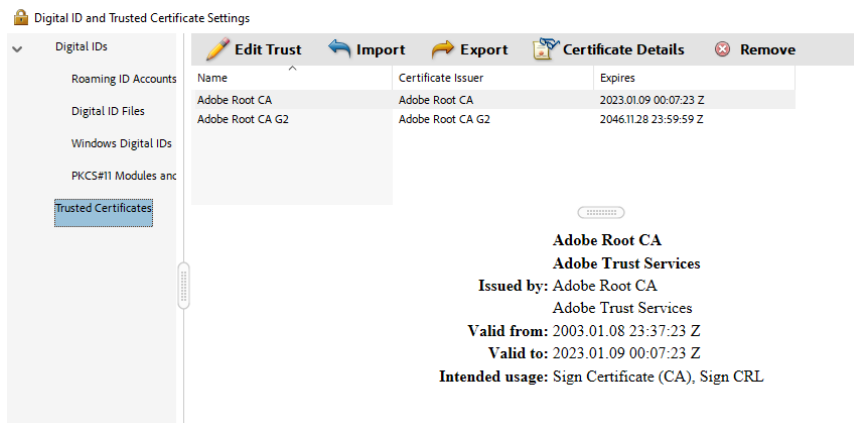 Digital ID and Trusted Certificate Settings
Digital IDs
Roaming ID Accounts
Digital ID Files
Windows Digital IDs
PKCS#11 Modules anc
Trusted Certificates
Edit Trust Import Export Certificate Details Remove
Name Certificate Issuer Expires
Adobe Root CA Adobe Root CA 2023.01.09 00:07:23 Z
Adobe Root CA G2 Adobe Root CA G2 2046.11.28 23:59:59 Z
Adobe Root CA
Adobe Trust Services
Issued by: Adobe Root CA
Adobe Trust Services
Valid from: 2003.01.08 23:37:23 Z
Valid to: 2023.01.09 00:07:23 Z
Intended usage: Sign Certificate (CA), Sign CRL